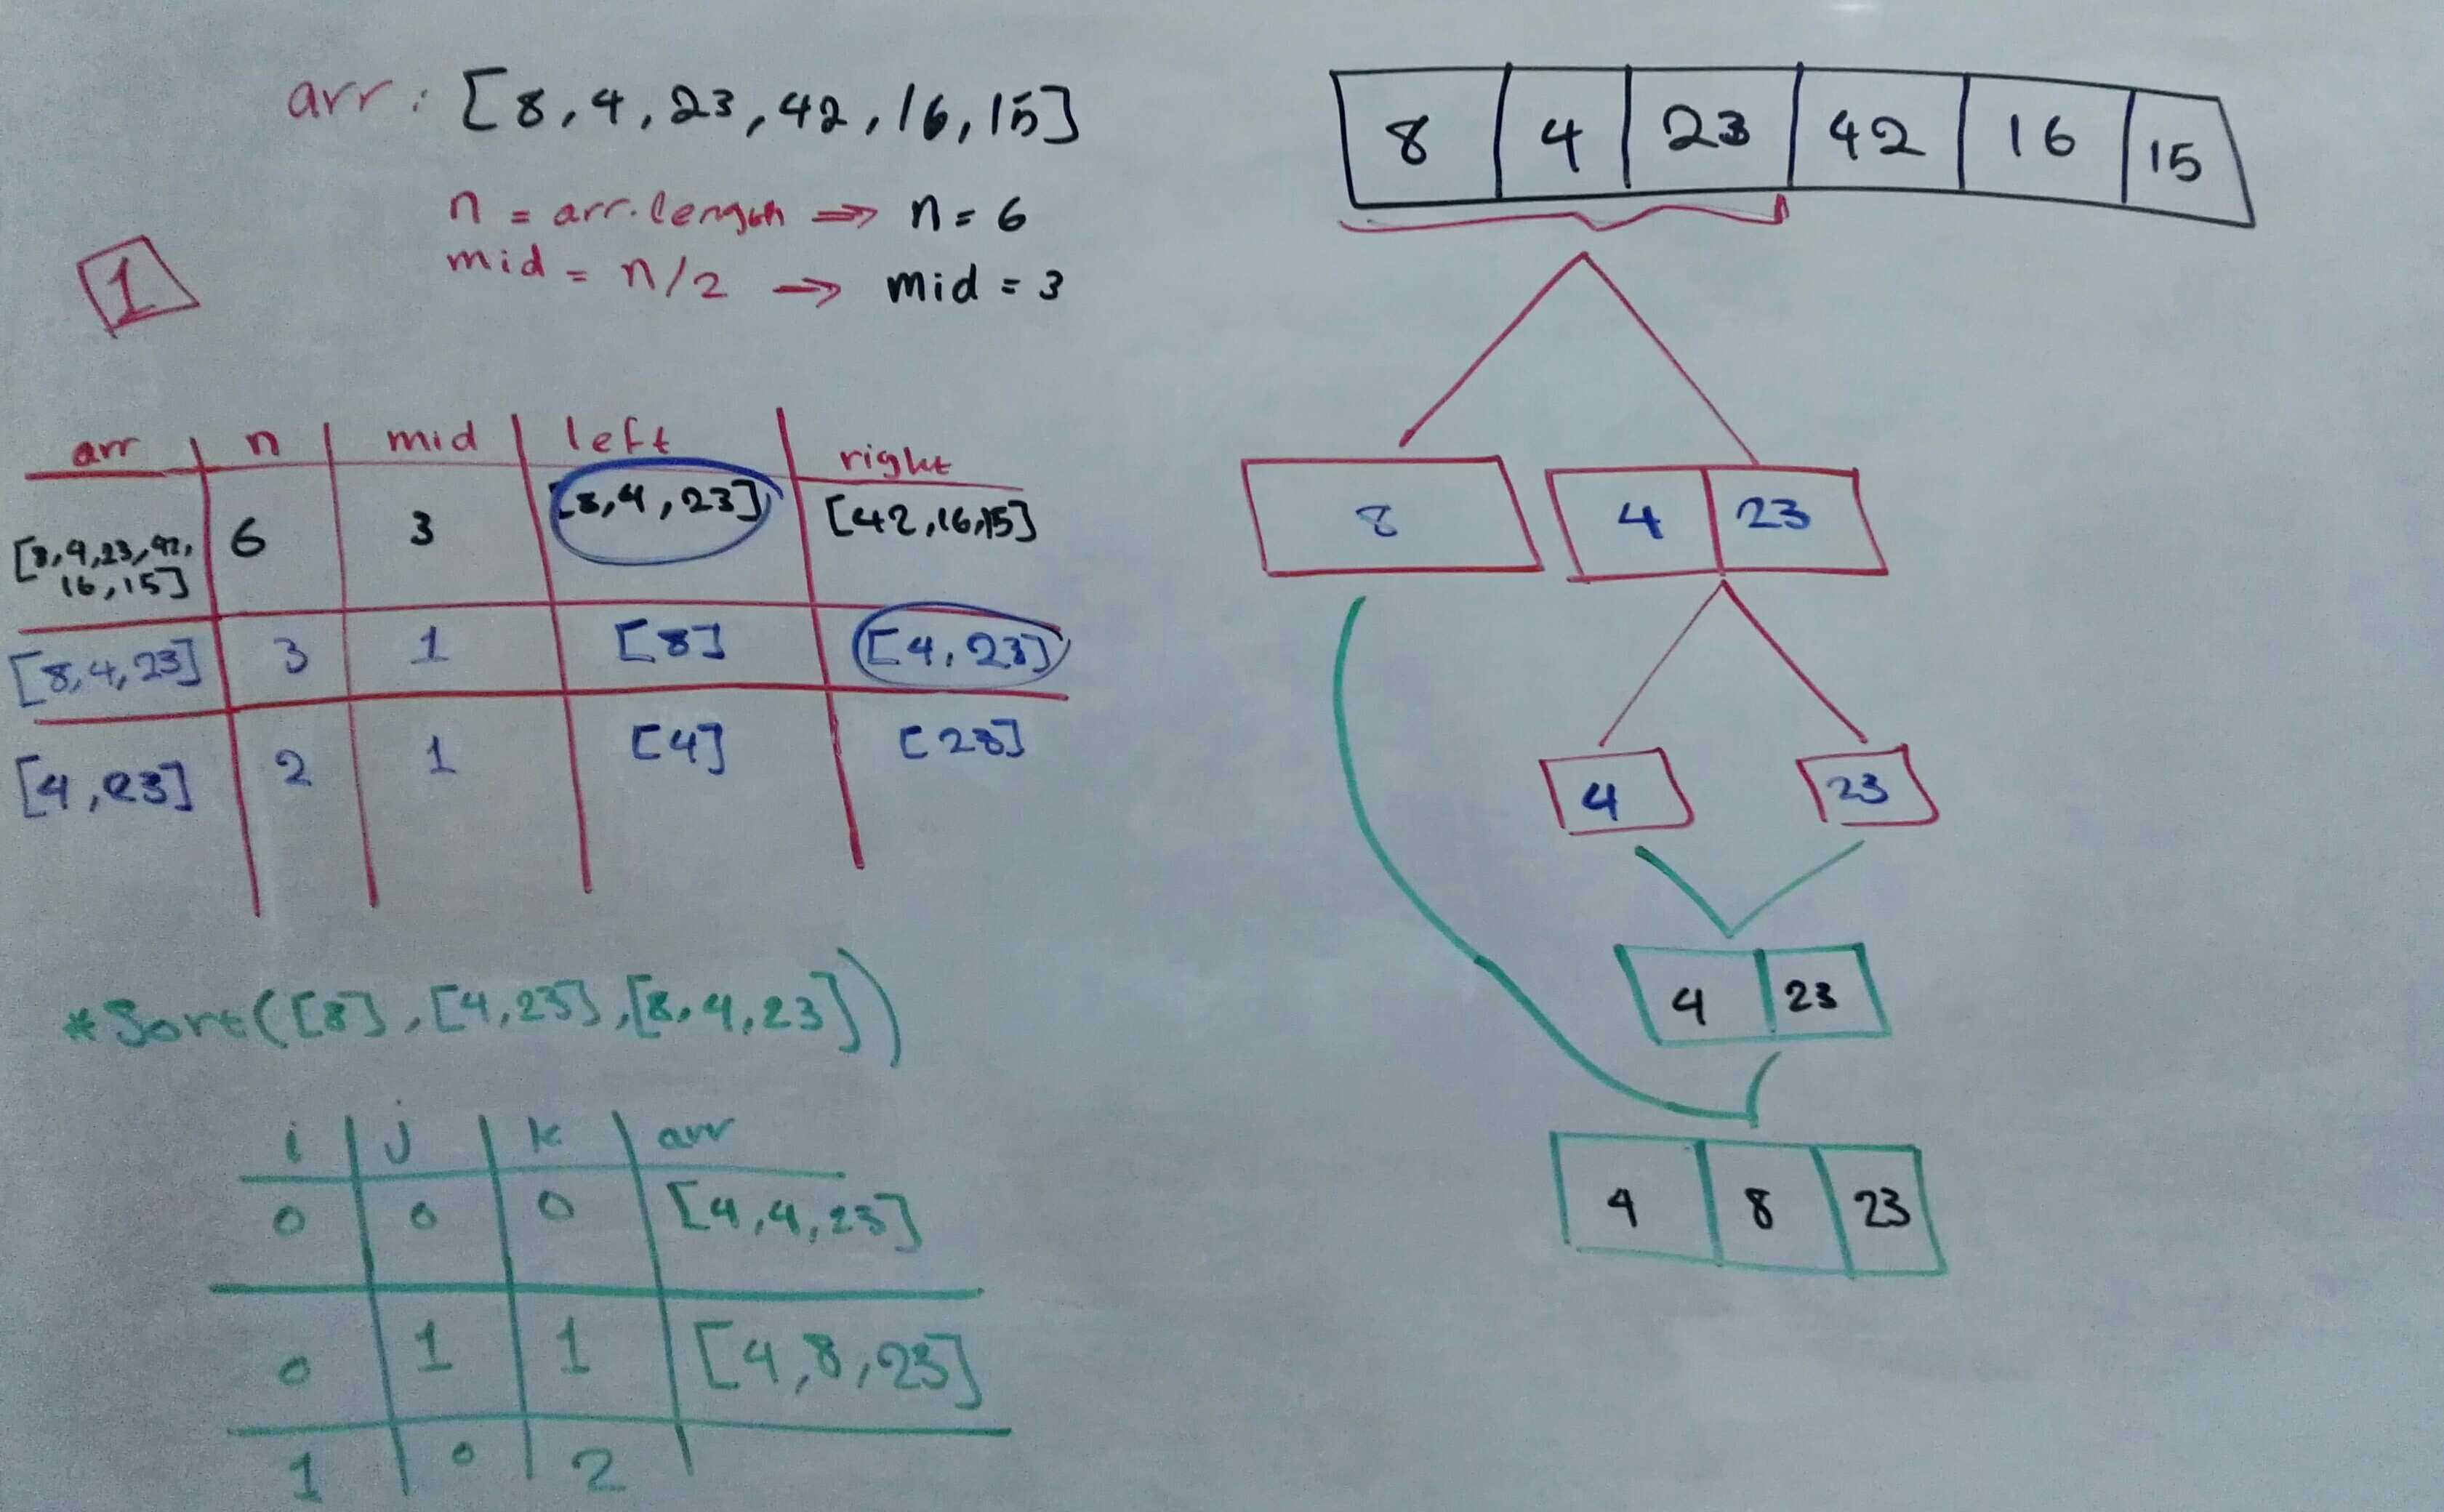 arr: [8,4,23,42,16,15]
n = arr.length => n = 6
mid = n/2 => mid = 3
1
arr n mid left right
[8,4,23,42, 6 3 [8,4,23] [42,16,15]
16,15]
[8,4,23] 3 1 [8] [4,23]
[4,23] 2 1 [4] [23]
*Sort([8],[4,23],[8,4,23])
i j k arr
0 0 0 [4,4,23]
0 1 1 [4,8,23]
1 0 2
8 4 23 42 16 15
8 4 23
4 23
4 23
4 8 23